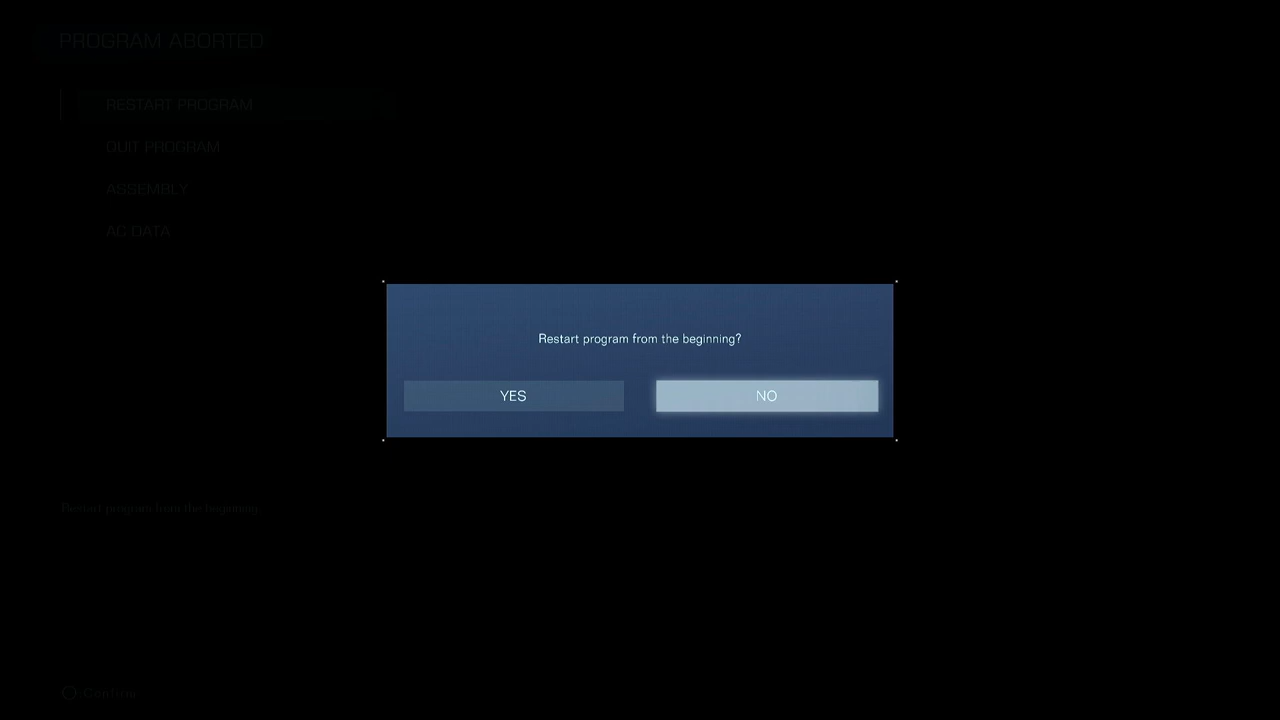 PROGRAM ABORTED
RESTART PROGRAM
QUIT PROGRAM
ASSEMBLY
AC DATA
Restart program from the beginning?
YES
NO
Restart program from the beginning.
:Confirm